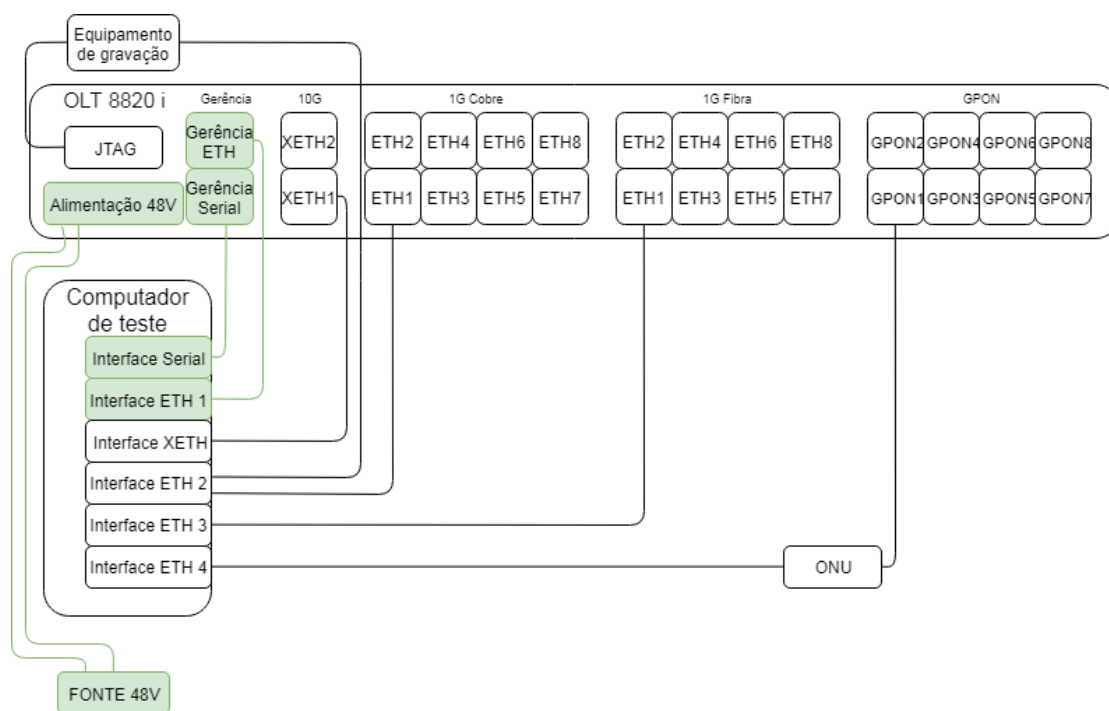 Equipamento
de gravação
OLT 8820 i
Gerência
10G
1G Cobre
1G Fibra
GPON
JTAG
Gerência
ETH
XETH2
ETH2
ETH4
ETH6
ETH8
ETH2
ETH4
ETH6
ETH8
GPON2
GPON4
GPON6
GPON8
Alimentação 48V
Gerência
Serial
XETH1
ETH1
ETH3
ETH5
ETH7
ETH1
ETH3
ETH5
ETH7
GPON1
GPON3
GPON5
GPON7
Computador
de teste
Interface Serial
Interface ETH 1
Interface XETH
Interface ETH 2
Interface ETH 3
Interface ETH 4
ONU
FONTE 48V